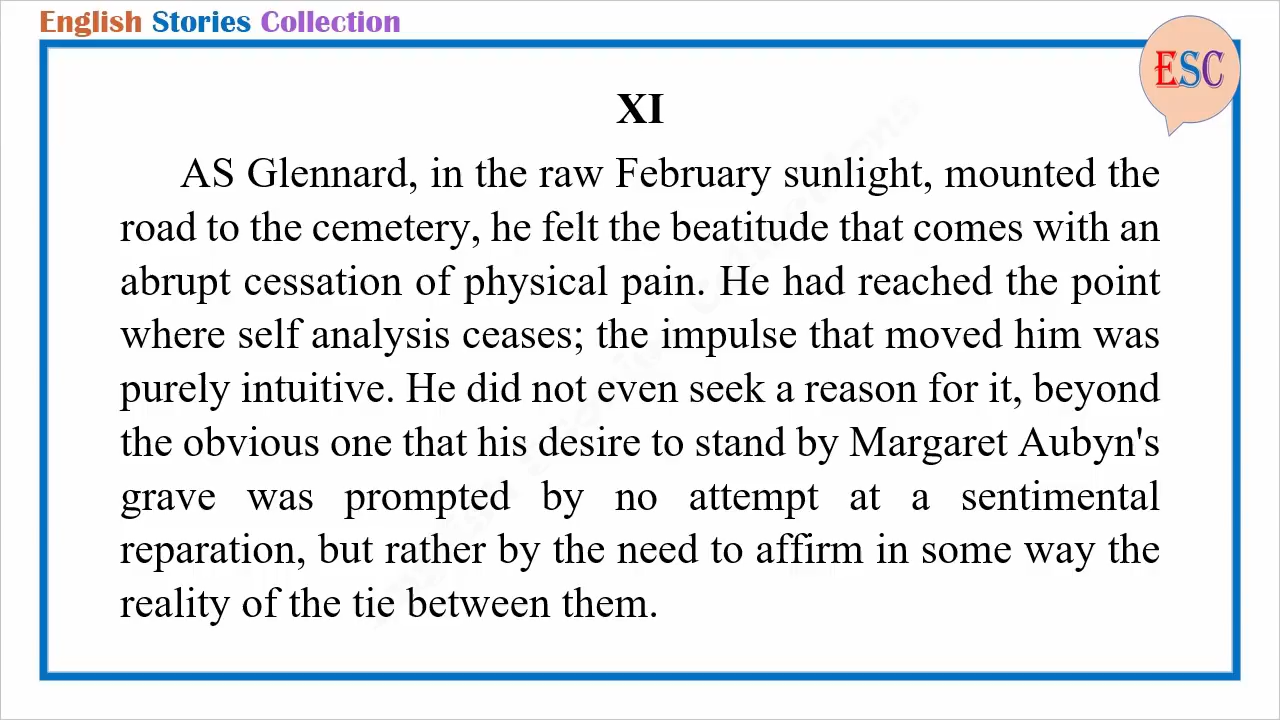 English Stories Collection
ESC
XI
AS Glennard, in the raw February sunlight, mounted the
road to the cemetery, he felt the beatitude that comes with an
abrupt cessation of physical pain. He had reached the point
where self analysis ceases; the impulse that moved him was
purely intuitive. He did not even seek a reason for it, beyond
the obvious one that his desire to stand by Margaret Aubyn's
grave was prompted by no attempt at a sentimental
reparation, but rather by the need to affirm in some way the
reality of the tie between them.